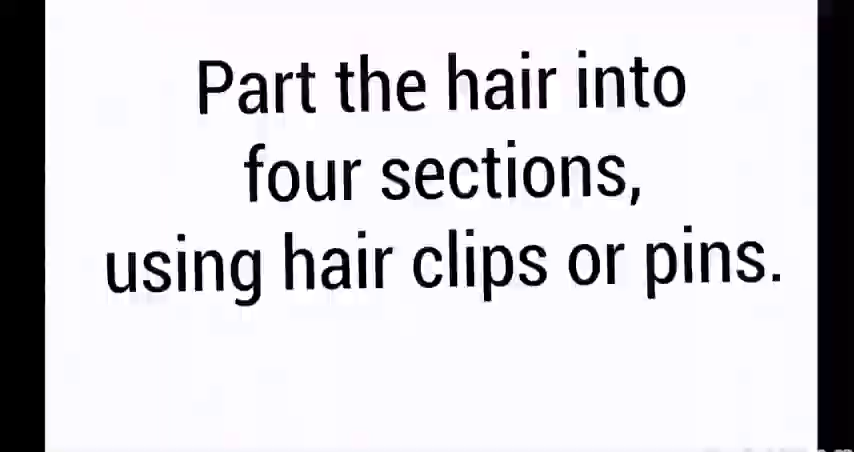 Part the hair into
four sections,
using hair clips or pins.